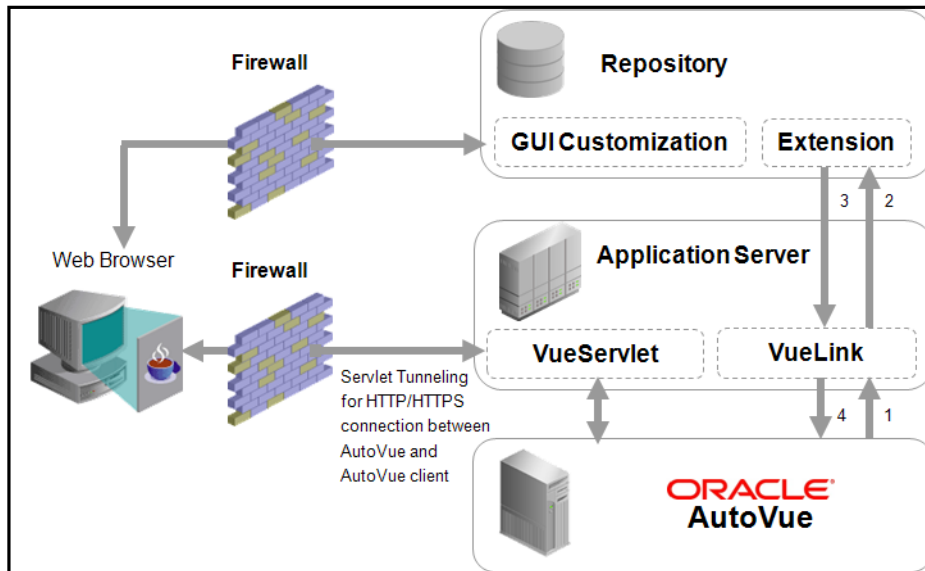 Firewall
Repository
GUI Customization
Extension
3
2
Web Browser
Firewall
Application Server
VueServlet
VueLink
Servlet Tunneling
for HTTP/HTTPS
connection between
AutoVue and
AutoVue client
4
1
ORACLE®
AutoVue